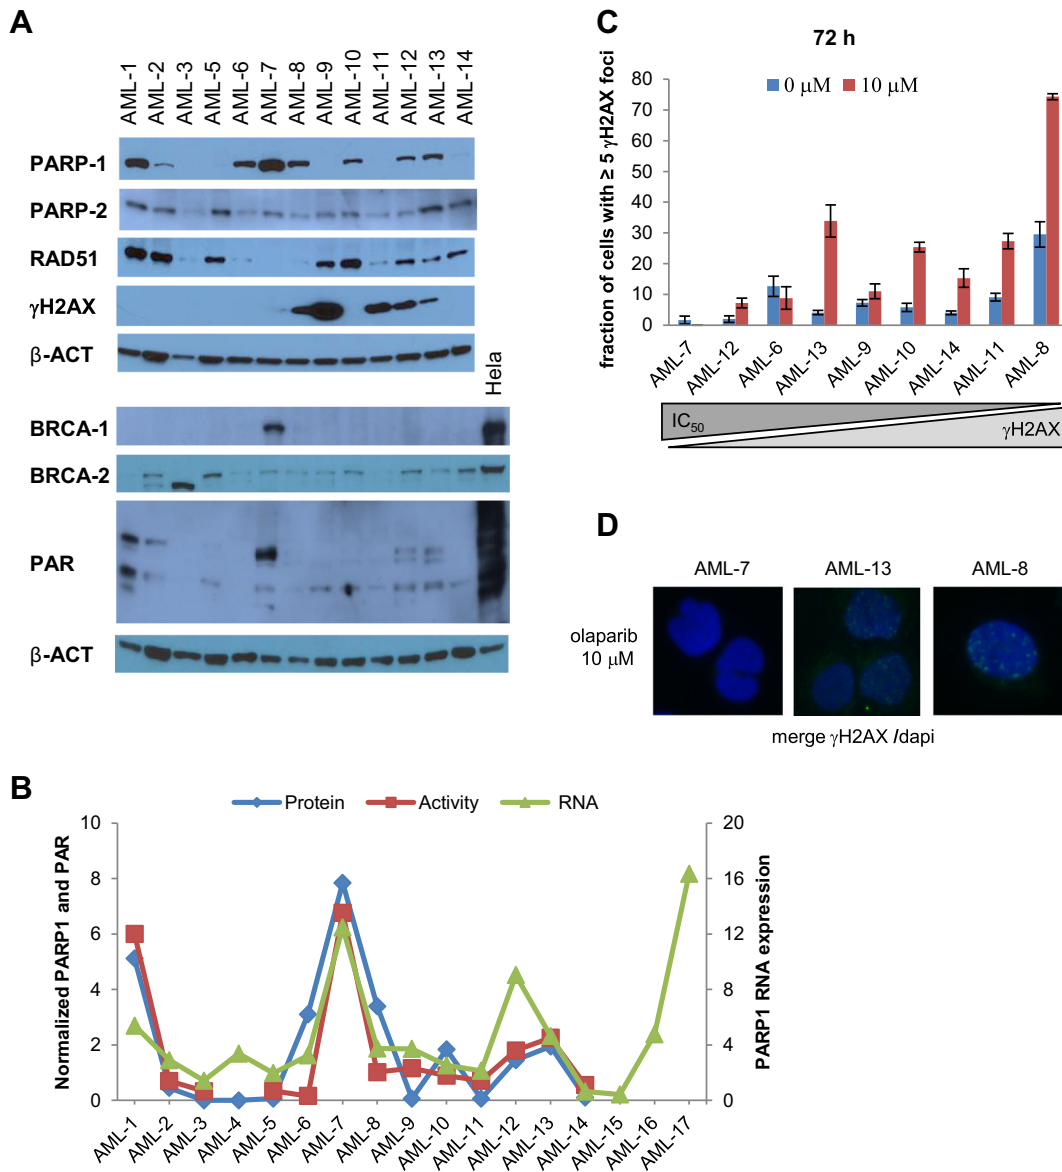 A
AML-1
AML-2
AML-3
AML-5
AML-6
AML-7
AML-8
AML-9
AML-10
AML-11
AML-12
AML-13
AML-14
PARP-1
PARP-2
RAD51
γH2AX
β-ACT
Hela
BRCA-1
BRCA-2
PAR
β-ACT
C
72 h
0 μM 10 μM
fraction of cells with ≥ 5 γH2AX foci
80
70
60
50
40
30
20
10
0
AML-7
AML-12
AML-6
AML-13
AML-9
AML-10
AML-14
AML-11
AML-8
IC50
γH2AX
D
AML-7 AML-13 AML-8
olaparib
10 μM
merge γH2AX /dapi
B
Protein Activity RNA
Normalized PARP1 and PAR
10
8
6
4
2
0
PARP1 RNA expression
20
16
12
8
4
0
AML-1
AML-2
AML-3
AML-4
AML-5
AML-6
AML-7
AML-8
AML-9
AML-10
AML-11
AML-12
AML-13
AML-14
AML-15
AML-16
AML-17